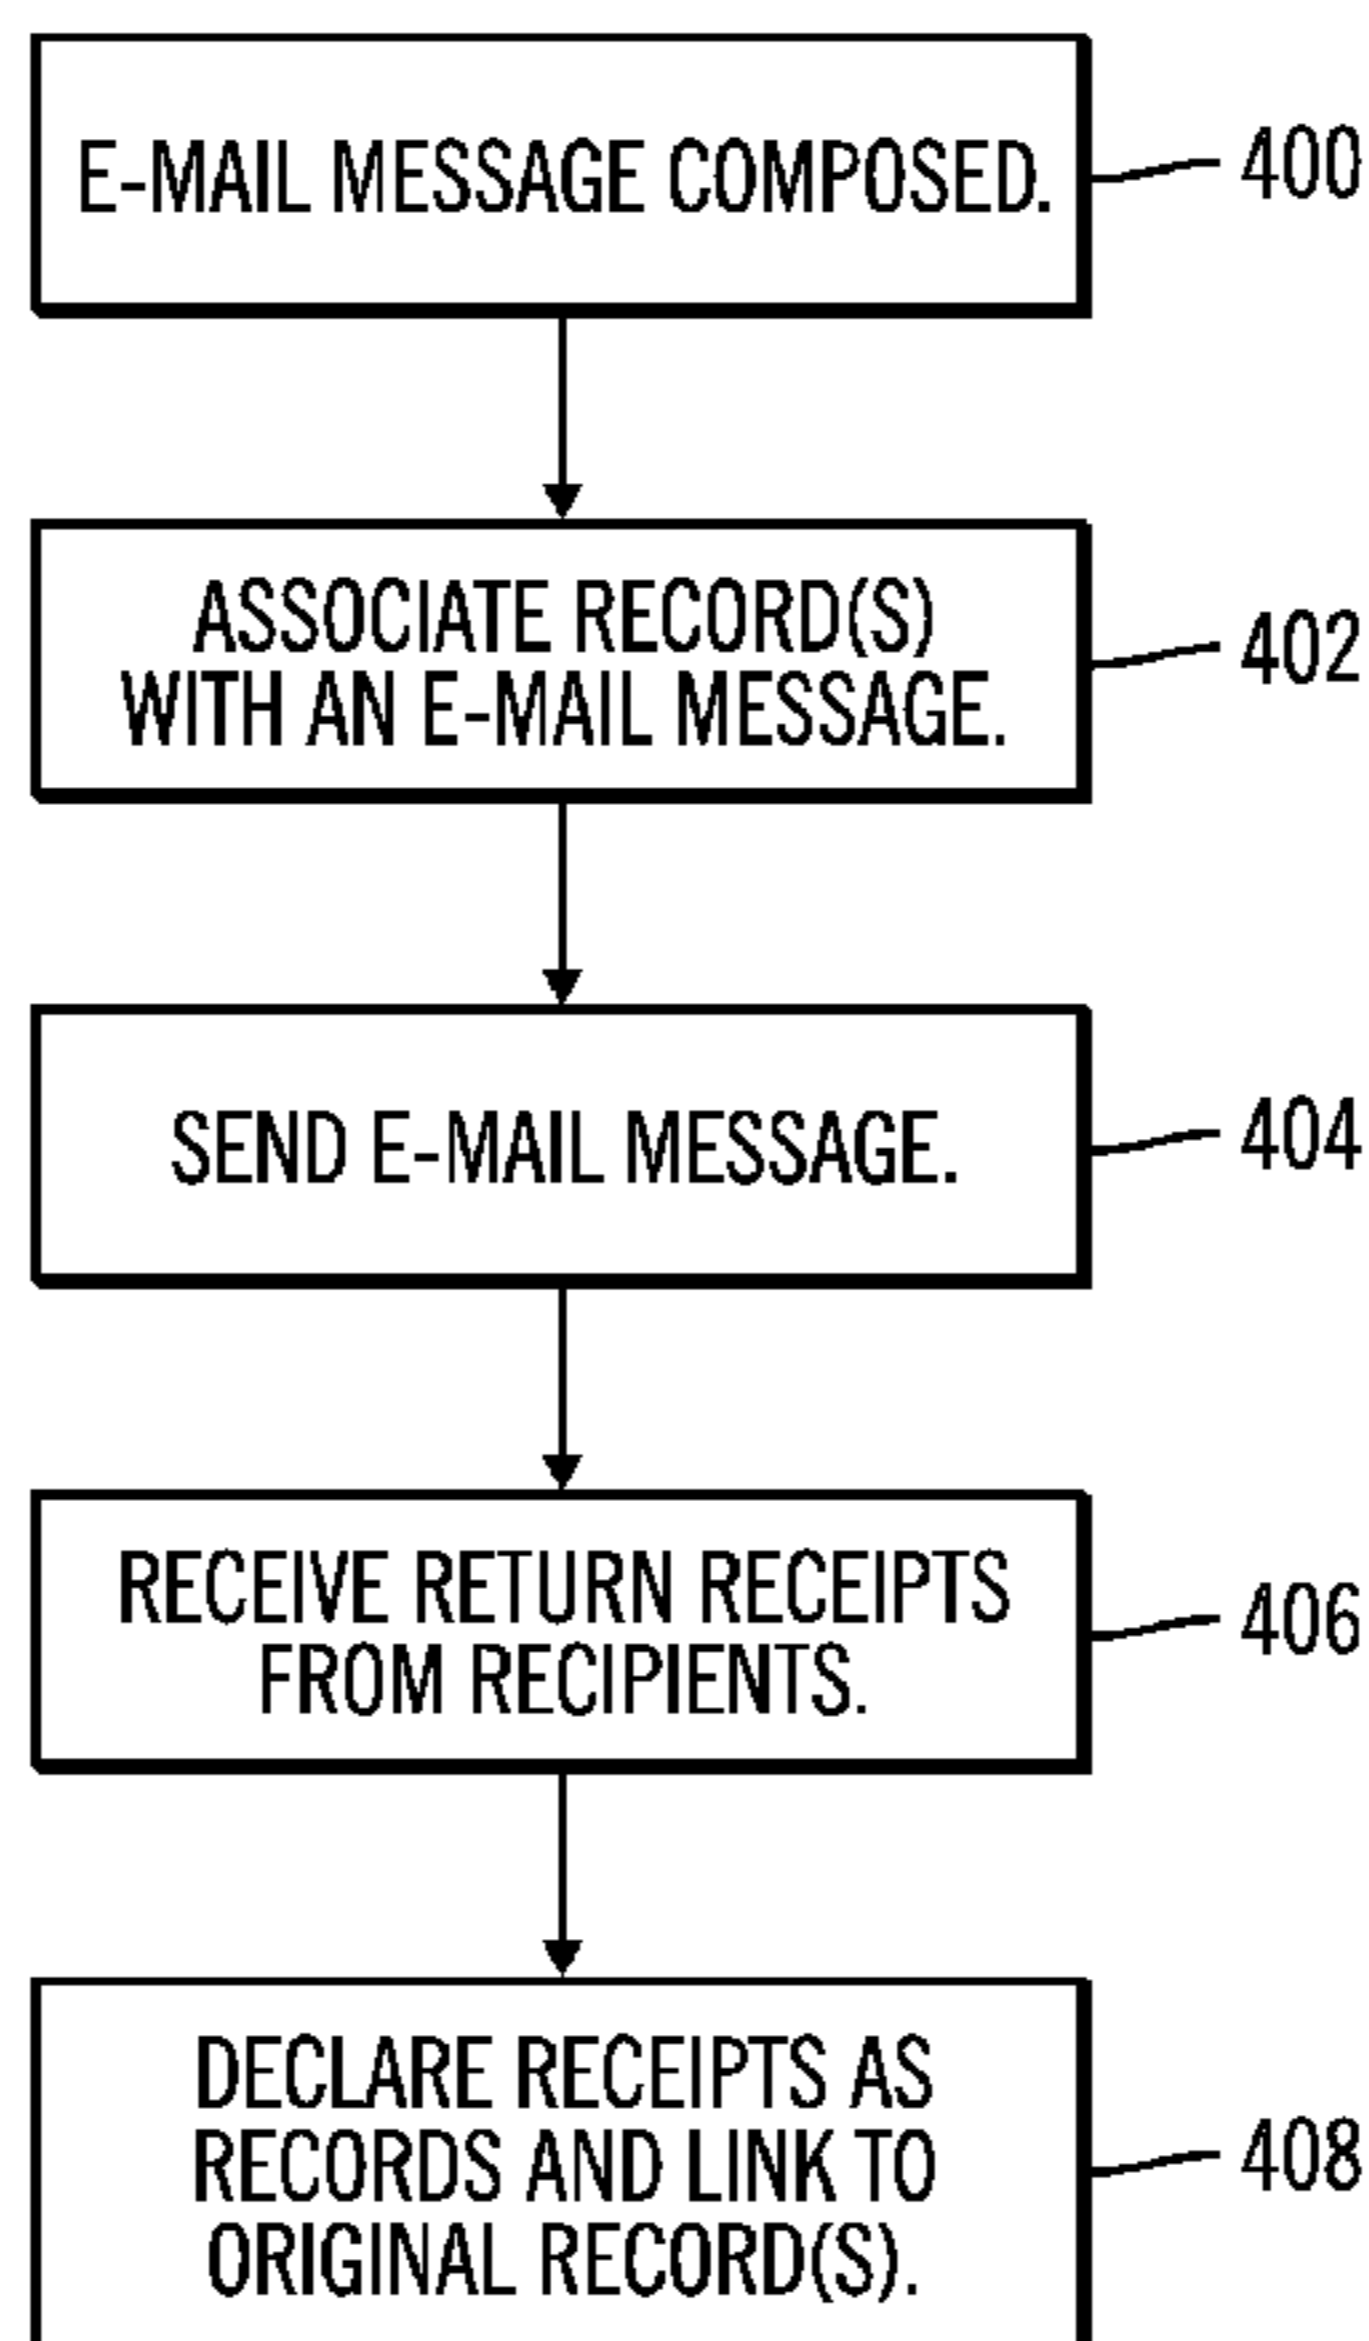 E-MAIL MESSAGE COMPOSED.
400
ASSOCIATE RECORD(S)
WITH AN E-MAIL MESSAGE.
402
SEND E-MAIL MESSAGE.
404
RECEIVE RETURN RECEIPTS
FROM RECIPIENTS.
406
DECLARE RECEIPTS AS
RECORDS AND LINK TO
ORIGINAL RECORD(S).
408